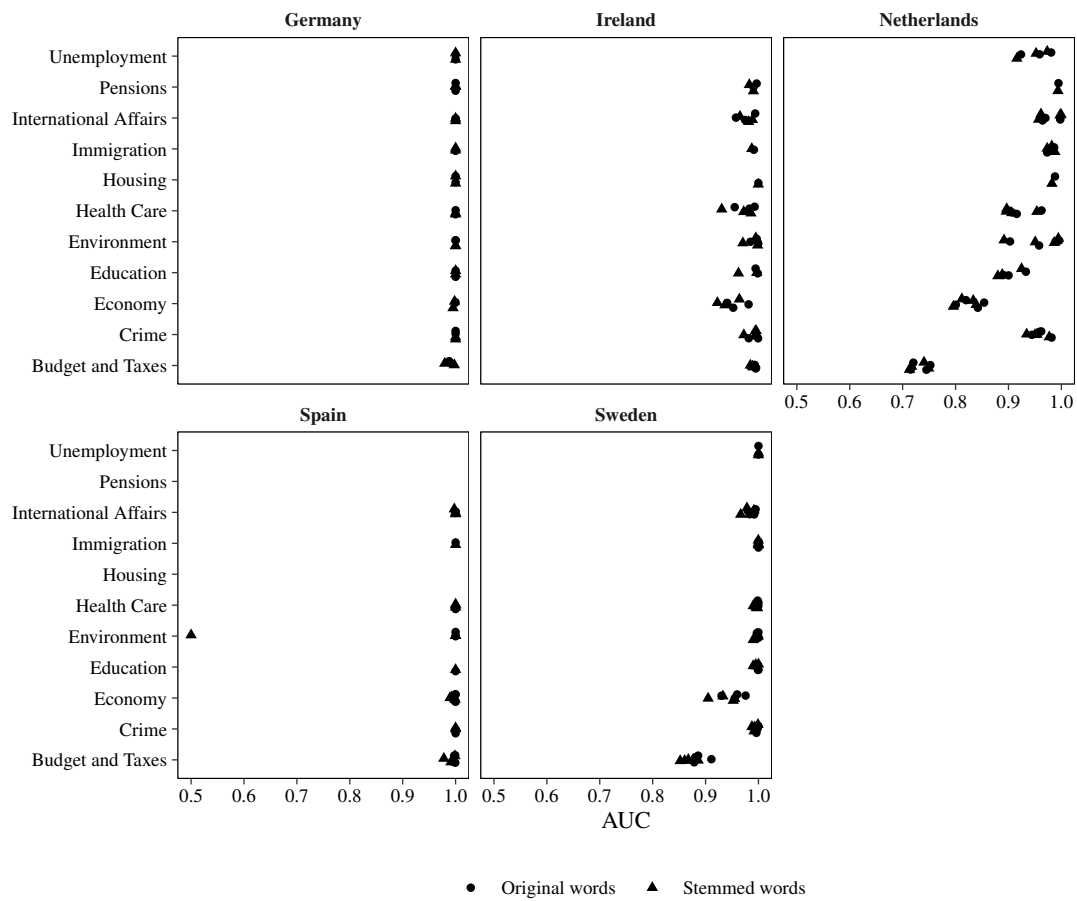 Germany
Ireland
Netherlands
Unemployment
Pensions
International Affairs
Immigration
Housing
Health Care
Environment
Education
Economy
Crime
Budget and Taxes
0.5 0.6 0.7 0.8 0.9 1.0
Spain
Sweden
Unemployment
Pensions
International Affairs
Immigration
Housing
Health Care
Environment
Education
Economy
Crime
Budget and Taxes
0.5 0.6 0.7 0.8 0.9 1.0
0.5 0.6 0.7 0.8 0.9 1.0
AUC
Original words
Stemmed words